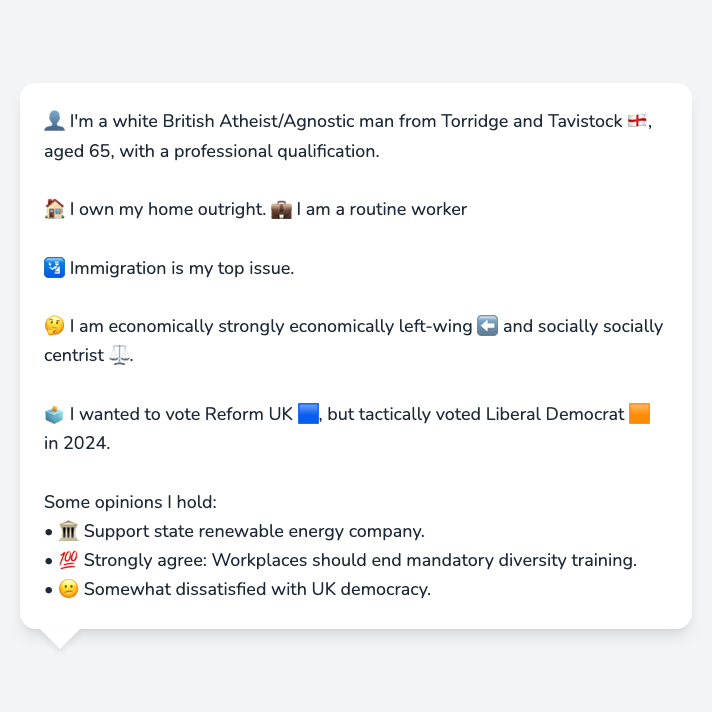 👤 I'm a white British Atheist/Agnostic man from Torridge and Tavistock 🏴󠁧󠁢󠁥󠁮󠁧󠁿,
aged 65, with a professional qualification.
🏠 I own my home outright. 💼 I am a routine worker
🛂 Immigration is my top issue.
🤔 I am economically strongly economically left-wing ⬅️ and socially socially
centrist ⚖️.
🗳️ I wanted to vote Reform UK 🟦, but tactically voted Liberal Democrat 🟧
in 2024.
Some opinions I hold:
• 🏛️ Support state renewable energy company.
• 💯 Strongly agree: Workplaces should end mandatory diversity training.
• 😕 Somewhat dissatisfied with UK democracy.